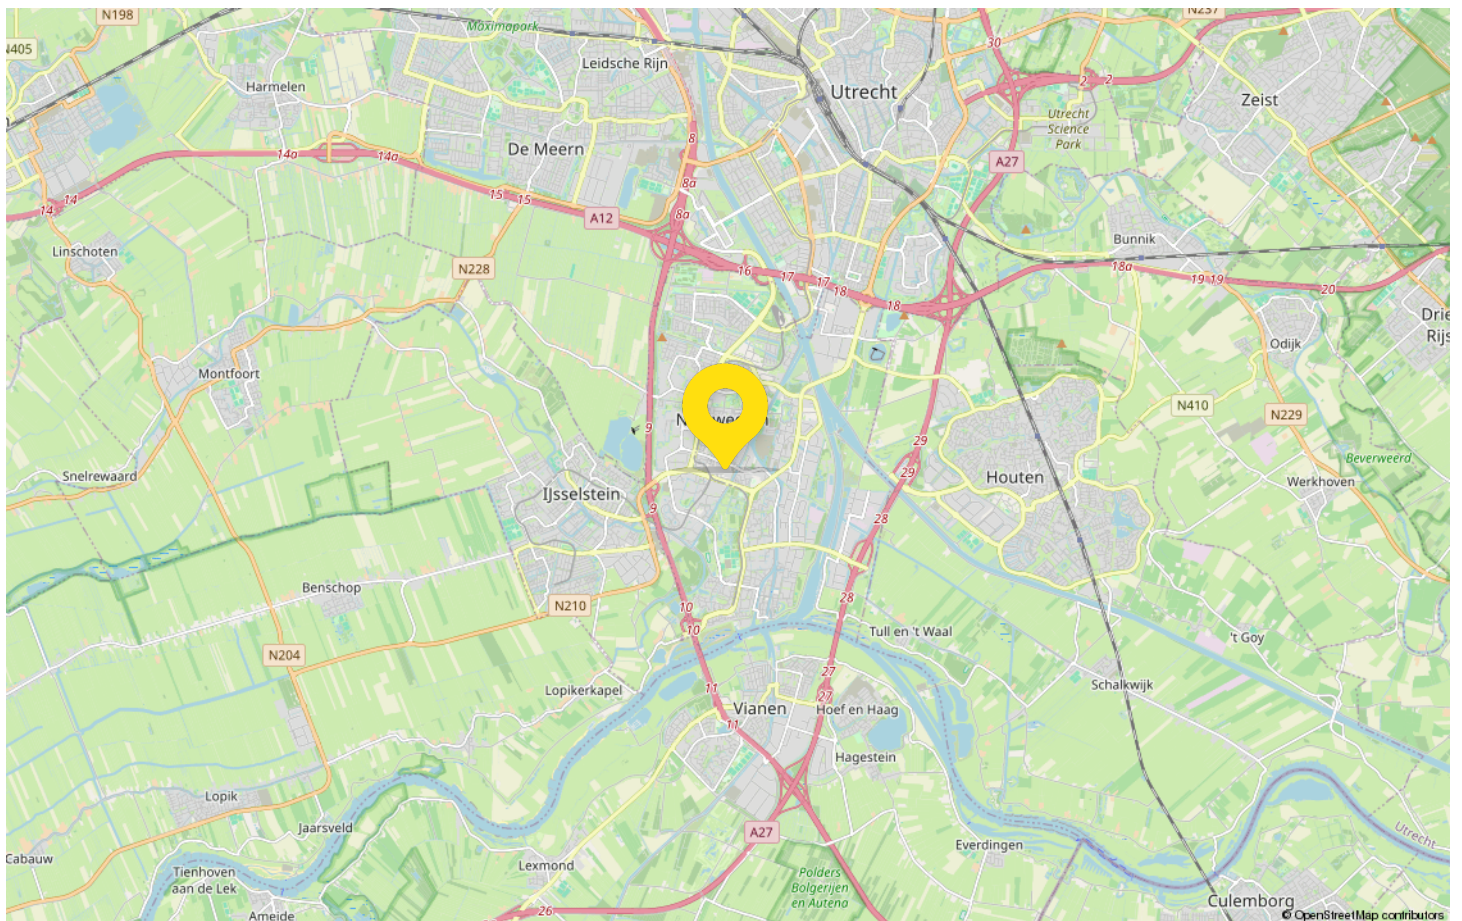 N198
Maximapark
N237
N405
Leidsche Rijn
30
Harmelen
2
2
Utrecht
Zeist
Utrecht
Science
Park
8
De Meern
14a
14a
A27
8a
15
15
14
14
A12
8a
Linschoten
Bunnik
N228
16
17
17
18
18
18a
19
19
20
Odijk
Montfoort
N410
N229
9
29
29
Beverweerd
Snelrewaard
Houten
Werkhoven
IJsselstein
9
28
Benschop
28
N210
10
10
Tull en 't Waal
't Goy
N204
27
27
Schalkwijk
Lopikerkapel
11
11
Vianen
Hoef en Haag
Hagestein
Lopik
Jaarsveld
A27
Utrecht
Cabauw
Everdingen
Lexmond
Tienhoven
aan de Lek
Polders
Bolgerijen
en Autena
Culemborg
26
Ameide
© OpenStreetMap contributors